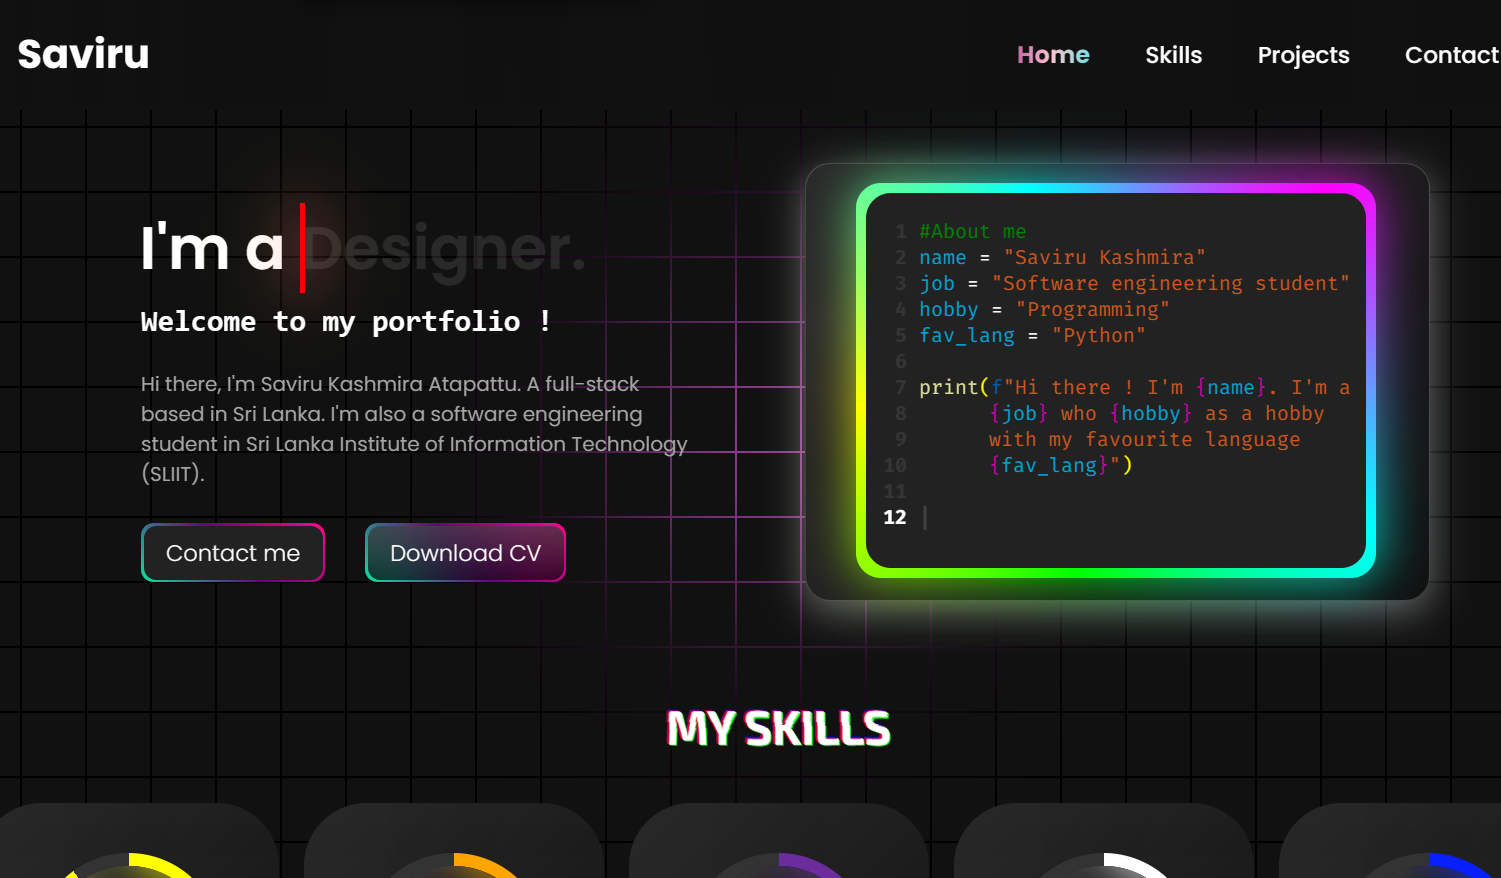 Saviru
Home Skills Projects Contact
I'm a Designer.
Welcome to my portfolio !
Hi there, I'm Saviru Kashmira Atapattu. A full-stack
based in Sri Lanka. I'm also a software engineering
student in Sri Lanka Institute of Information Technology
(SLIIT).
Contact me Download CV
1 #About me
2 name = "Saviru Kashmira"
3 job = "Software engineering student"
4 hobby = "Programming"
5 fav_lang = "Python"
6
7 print(f"Hi there ! I'm {name}. I'm a
8 {job} who {hobby} as a hobby
9 with my favourite language
10 {fav_lang}")
11
12
MY SKILLS